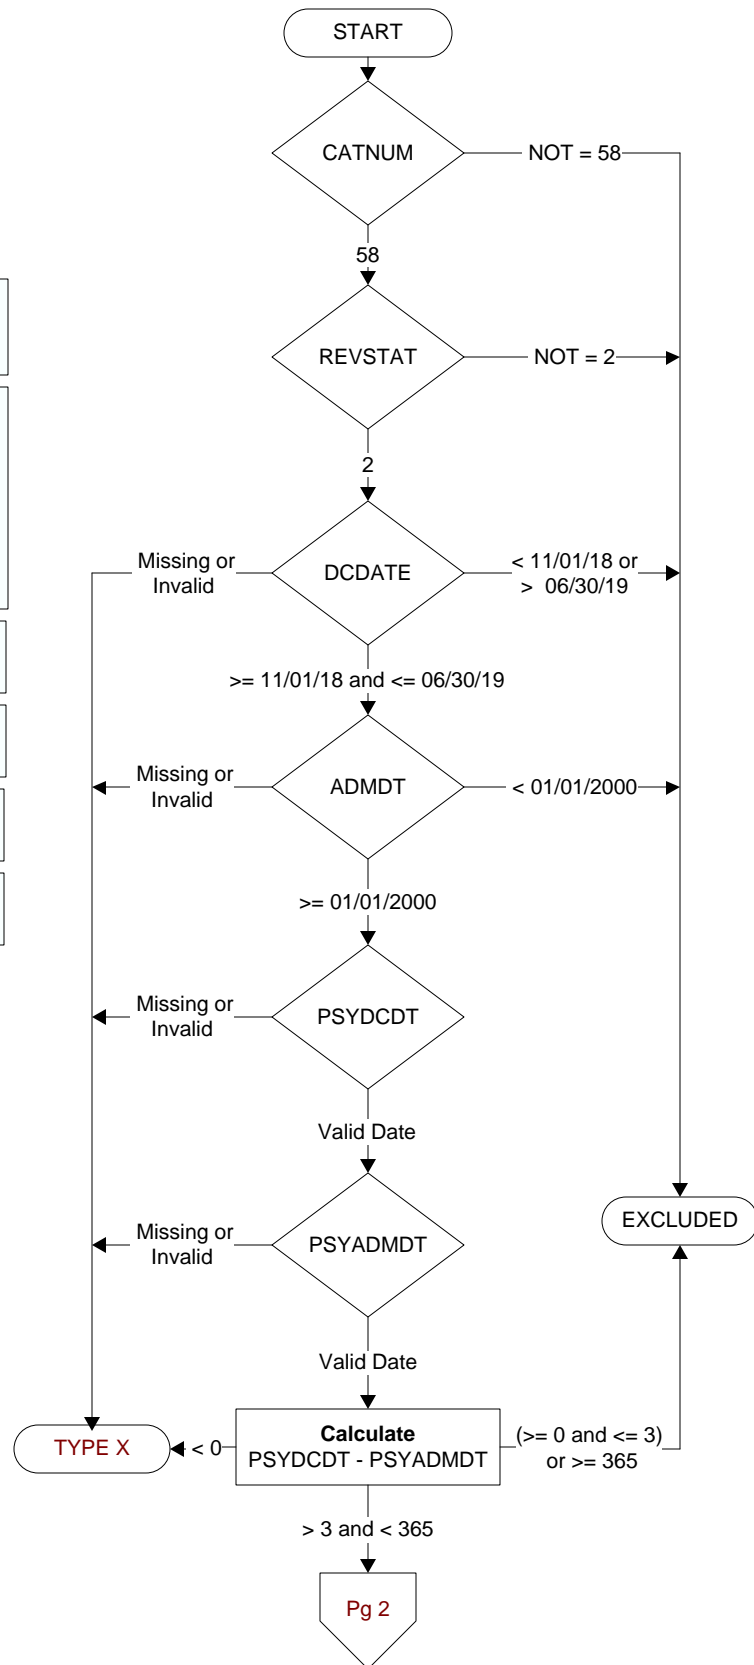 START
CATNUM
NOT = 58
58
REVSTAT
NOT = 2
2
Missing or
Invalid
DCDATE
< 11/01/18 or
> 06/30/19
>= 11/01/18 and <= 06/30/19
Missing or
Invalid
ADMDT
< 01/01/2000
>= 01/01/2000
Missing or
Invalid
PSYDCDT
Valid Date
EXCLUDED
Missing or
Invalid
PSYADMDT
Valid Date
TYPE X
< 0
Calculate
PSYDCDT - PSYADMDT
(>= 0 and <= 3)
or >= 365
> 3 and < 365
Pg 2